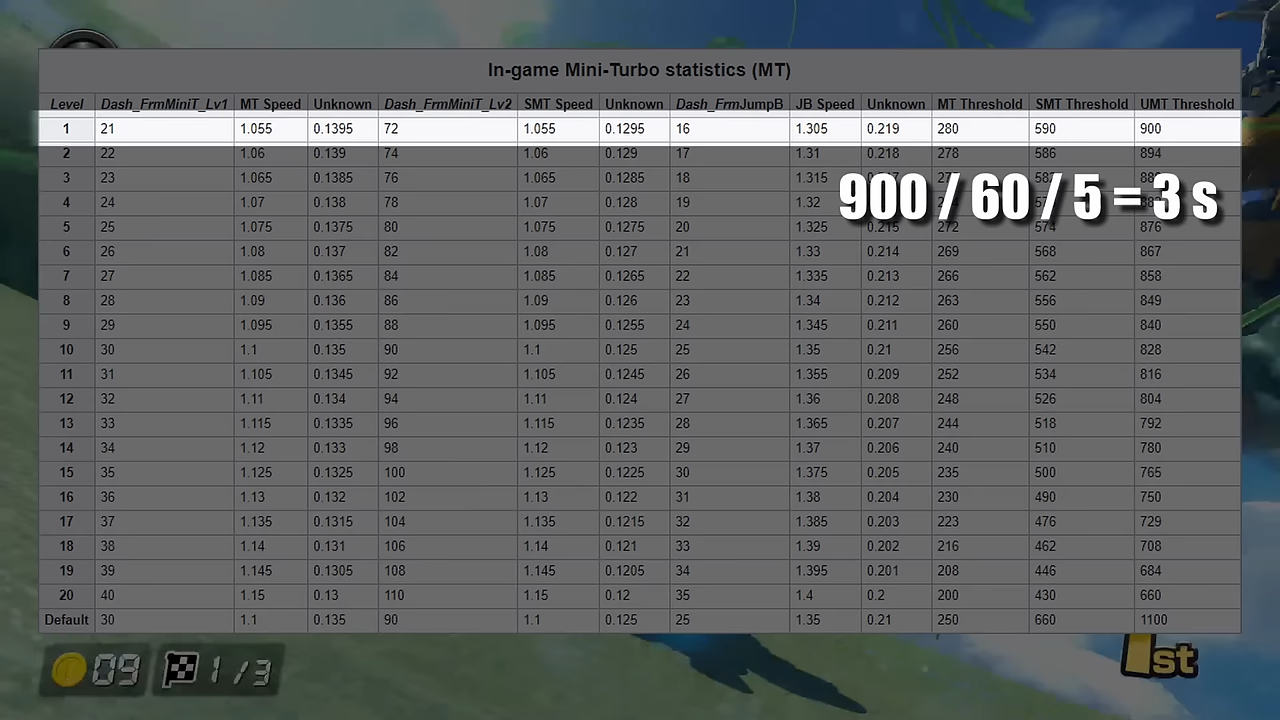 In-game Mini-Turbo statistics (MT)
Level Dash_FrmMiniT_Lv1 MT Speed Unknown Dash_FrmMiniT_Lv2 SMT Speed Unknown Dash_FrmJumpB JB Speed Unknown MT Threshold SMT Threshold UMT Threshold
1 21 1.055 0.1395 72 1.055 0.1295 16 1.305 0.219 280 590 900
2 22 1.06 0.139 74 1.06 0.129 17 1.31 0.218 278 586 894
3 23 1.065 0.1385 76 1.065 0.1285 18 1.315
4 24 1.07 0.138 78 1.07 0.128 19 1.32
900 / 60 / 5 = 3 s
5 25 1.075 0.1375 80 1.075 0.1275 20 1.325 0.215 272 574 876
6 26 1.08 0.137 82 1.08 0.127 21 1.33 0.214 269 568 867
7 27 1.085 0.1365 84 1.085 0.1265 22 1.335 0.213 266 562 858
8 28 1.09 0.136 86 1.09 0.126 23 1.34 0.212 263 556 849
9 29 1.095 0.1355 88 1.095 0.1255 24 1.345 0.211 260 550 840
10 30 1.1 0.135 90 1.1 0.125 25 1.35 0.21 256 542 828
11 31 1.105 0.1345 92 1.105 0.1245 26 1.355 0.209 252 534 816
12 32 1.11 0.134 94 1.11 0.124 27 1.36 0.208 248 526 804
13 33 1.115 0.1335 96 1.115 0.1235 28 1.365 0.207 244 518 792
14 34 1.12 0.133 98 1.12 0.123 29 1.37 0.206 240 510 780
15 35 1.125 0.1325 100 1.125 0.1225 30 1.375 0.205 235 500 765
16 36 1.13 0.132 102 1.13 0.122 31 1.38 0.204 230 490 750
17 37 1.135 0.1315 104 1.135 0.1215 32 1.385 0.203 223 476 729
18 38 1.14 0.131 106 1.14 0.121 33 1.39 0.202 216 462 708
19 39 1.145 0.1305 108 1.145 0.1205 34 1.395 0.201 208 446 684
20 40 1.15 0.13 110 1.15 0.12 35 1.4 0.2 200 430 660
Default 30 1.1 0.135 90 1.1 0.125 25 1.35 0.21 250 660 1100
09 1/3 1st